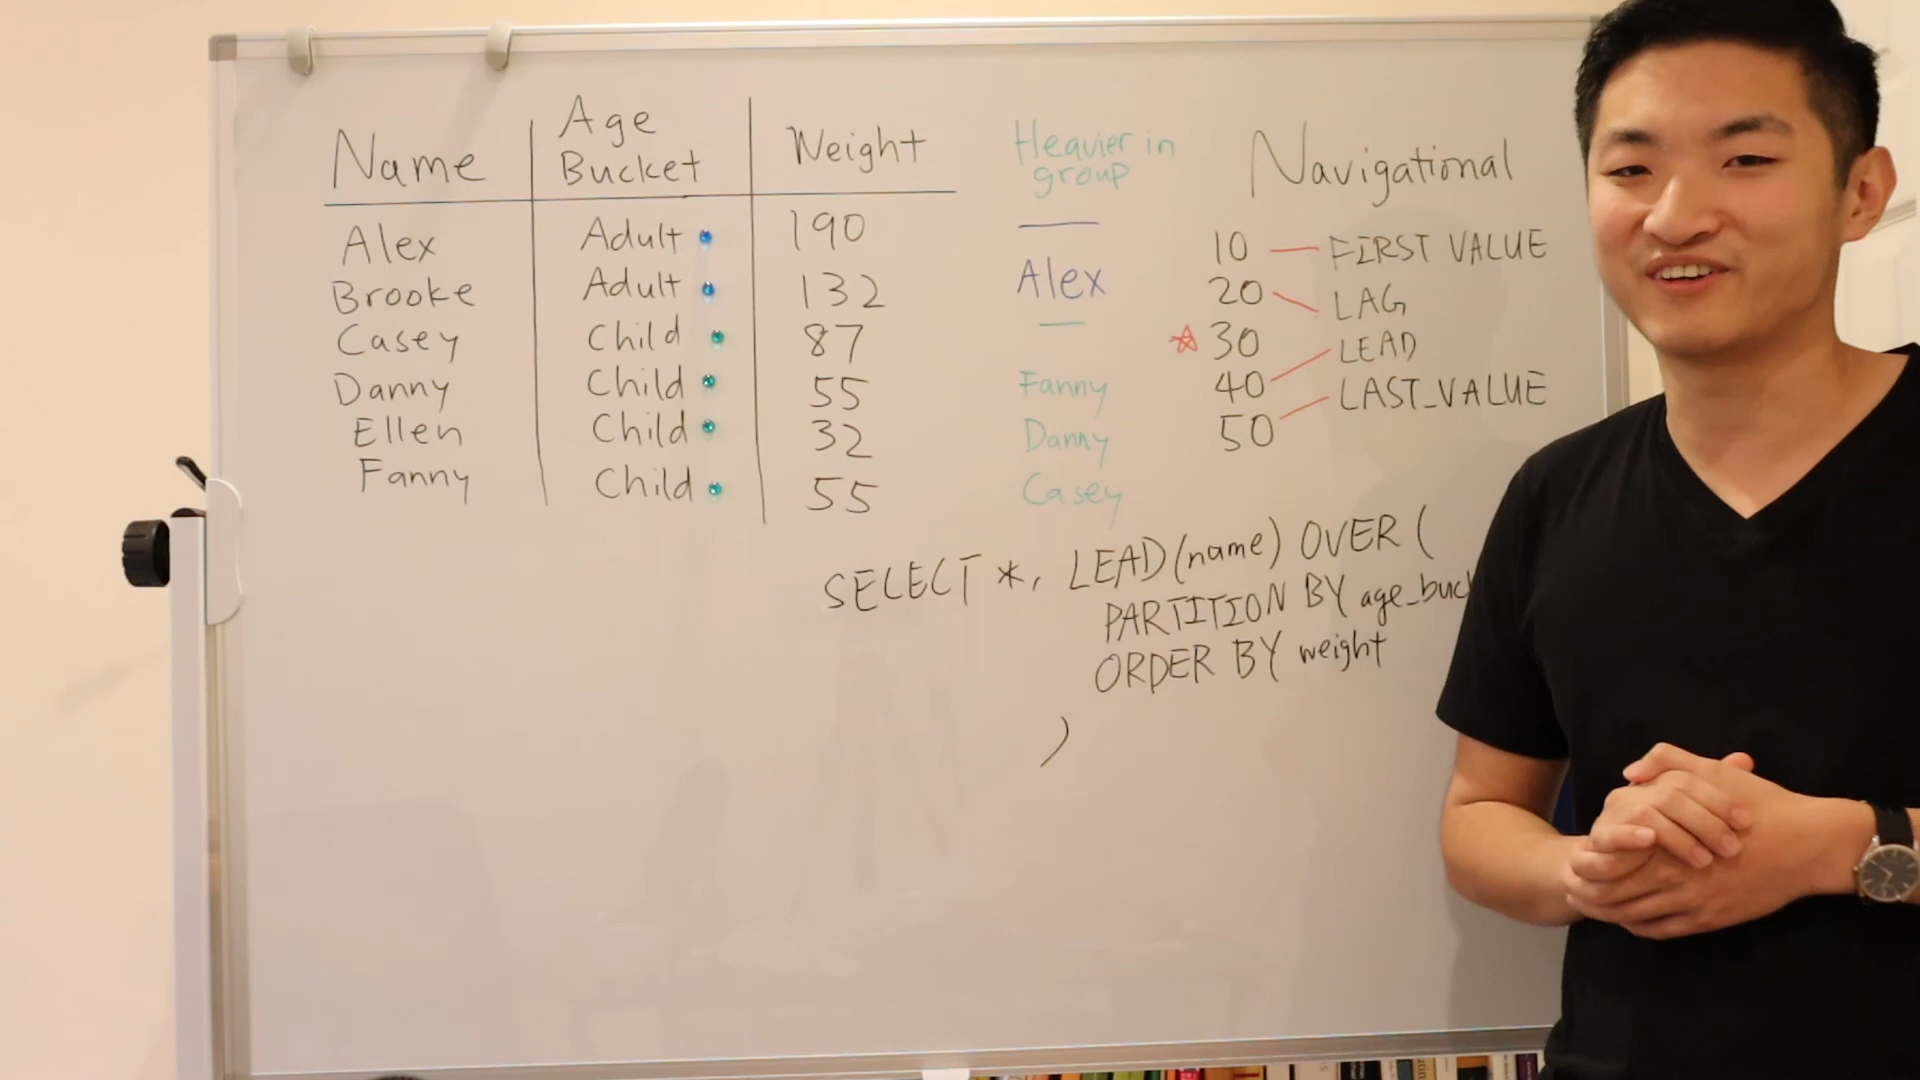 Name | Age Bucket | Weight Heavier in group
Alex Adult 190 —
Brooke Adult 132 Alex
Casey Child 87 —
Danny Child 55 Fanny
Ellen Child 32 Danny
Fanny Child 55 Casey
Navigational
10 — FIRST VALUE
20 LAG
30 LEAD
40 LAST_VALUE
50
SELECT *, LEAD(name) OVER (
PARTITION BY age_buc
ORDER BY weight
)